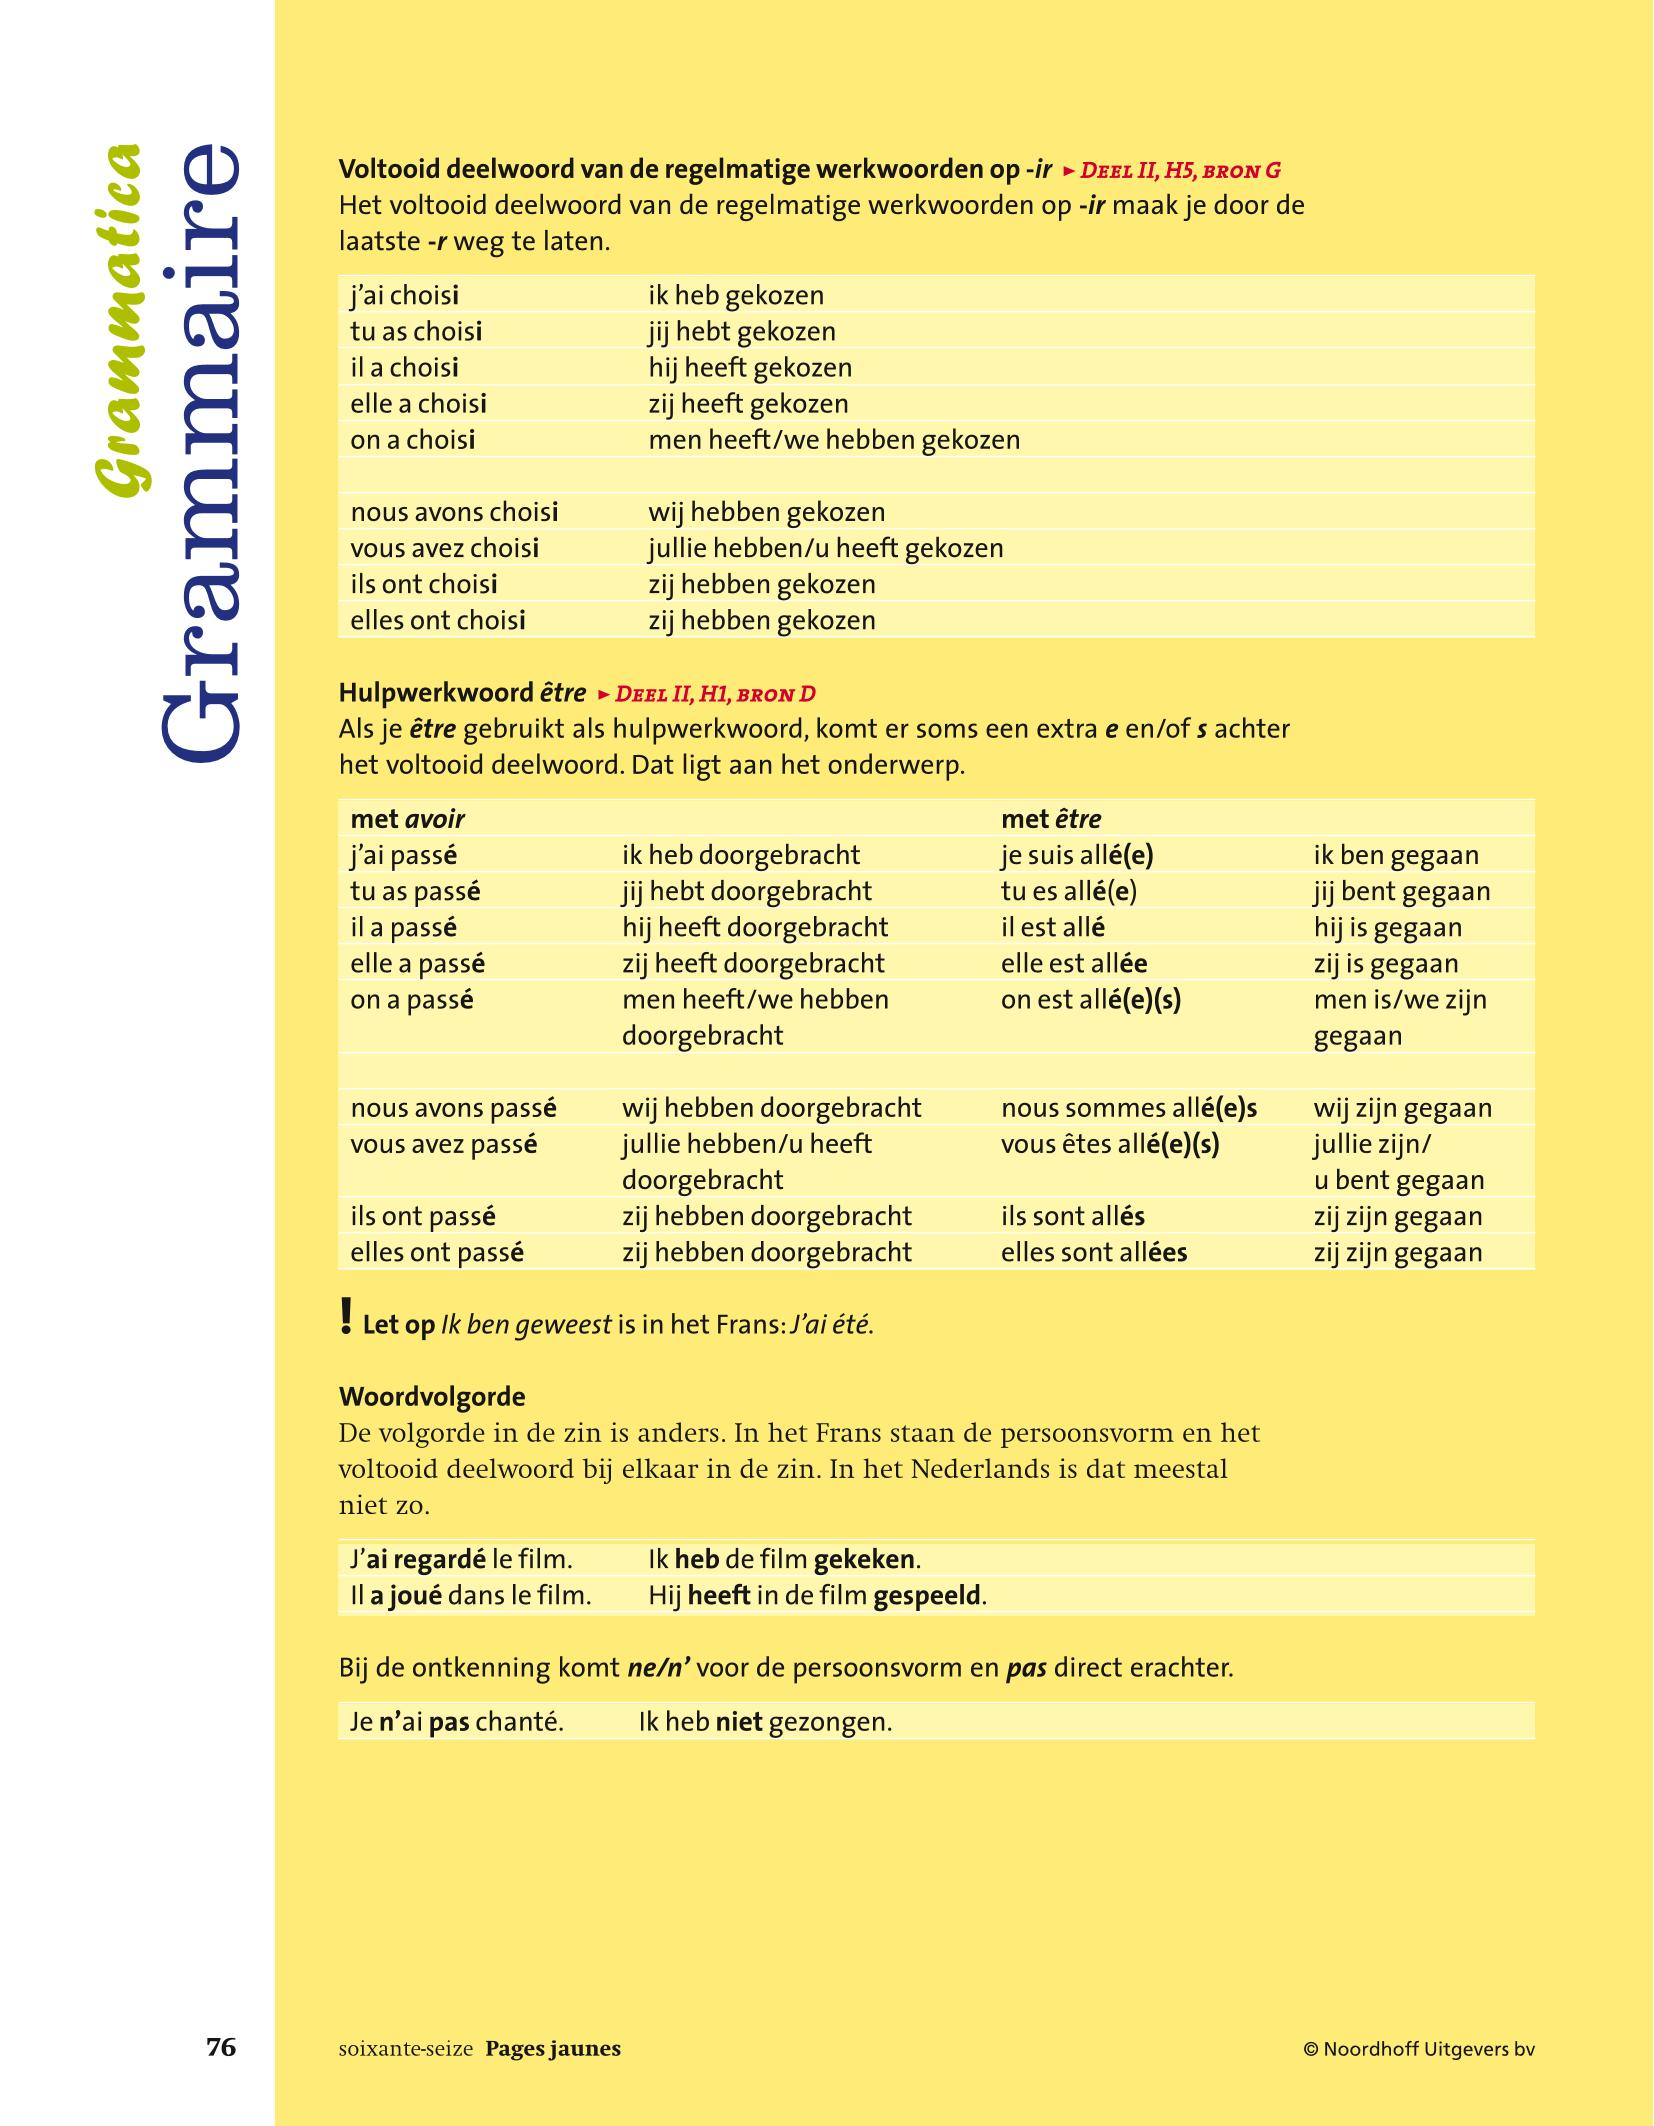 Grammatica
Grammaire
Voltooid deelwoord van de regelmatige werkwoorden op -ir ► DEEL II, H5, BRON G
Het voltooid deelwoord van de regelmatige werkwoorden op -ir maak je door de
laatste -r weg te laten.
j’ai choisi ik heb gekozen
tu as choisi jij hebt gekozen
il a choisi hij heeft gekozen
elle a choisi zij heeft gekozen
on a choisi men heeft/we hebben gekozen
nous avons choisi wij hebben gekozen
vous avez choisi jullie hebben/u heeft gekozen
ils ont choisi zij hebben gekozen
elles ont choisi zij hebben gekozen
Hulpwerkwoord être ► DEEL II, H1, BRON D
Als je être gebruikt als hulpwerkwoord, komt er soms een extra e en/of s achter
het voltooid deelwoord. Dat ligt aan het onderwerp.
met avoir met être
j’ai passé ik heb doorgebracht je suis allé(e) ik ben gegaan
tu as passé jij hebt doorgebracht tu es allé(e) jij bent gegaan
il a passé hij heeft doorgebracht il est allé hij is gegaan
elle a passé zij heeft doorgebracht elle est allée zij is gegaan
on a passé men heeft/we hebben on est allé(e)(s) men is/we zijn
doorgebracht gegaan
nous avons passé wij hebben doorgebracht nous sommes allé(e)s wij zijn gegaan
vous avez passé jullie hebben/u heeft vous êtes allé(e)(s) jullie zijn/
doorgebracht u bent gegaan
ils ont passé zij hebben doorgebracht ils sont allés zij zijn gegaan
elles ont passé zij hebben doorgebracht elles sont allées zij zijn gegaan
! Let op Ik ben geweest is in het Frans: J’ai été.
Woordvolgorde
De volgorde in de zin is anders. In het Frans staan de persoonsvorm en het
voltooid deelwoord bij elkaar in de zin. In het Nederlands is dat meestal
niet zo.
J’ai regardé le film. Ik heb de film gekeken.
Il a joué dans le film. Hij heeft in de film gespeeld.
Bij de ontkenning komt ne/n’ voor de persoonsvorm en pas direct erachter.
Je n’ai pas chanté. Ik heb niet gezongen.
76 soixante-seize Pages jaunes © Noordhoff Uitgevers bv